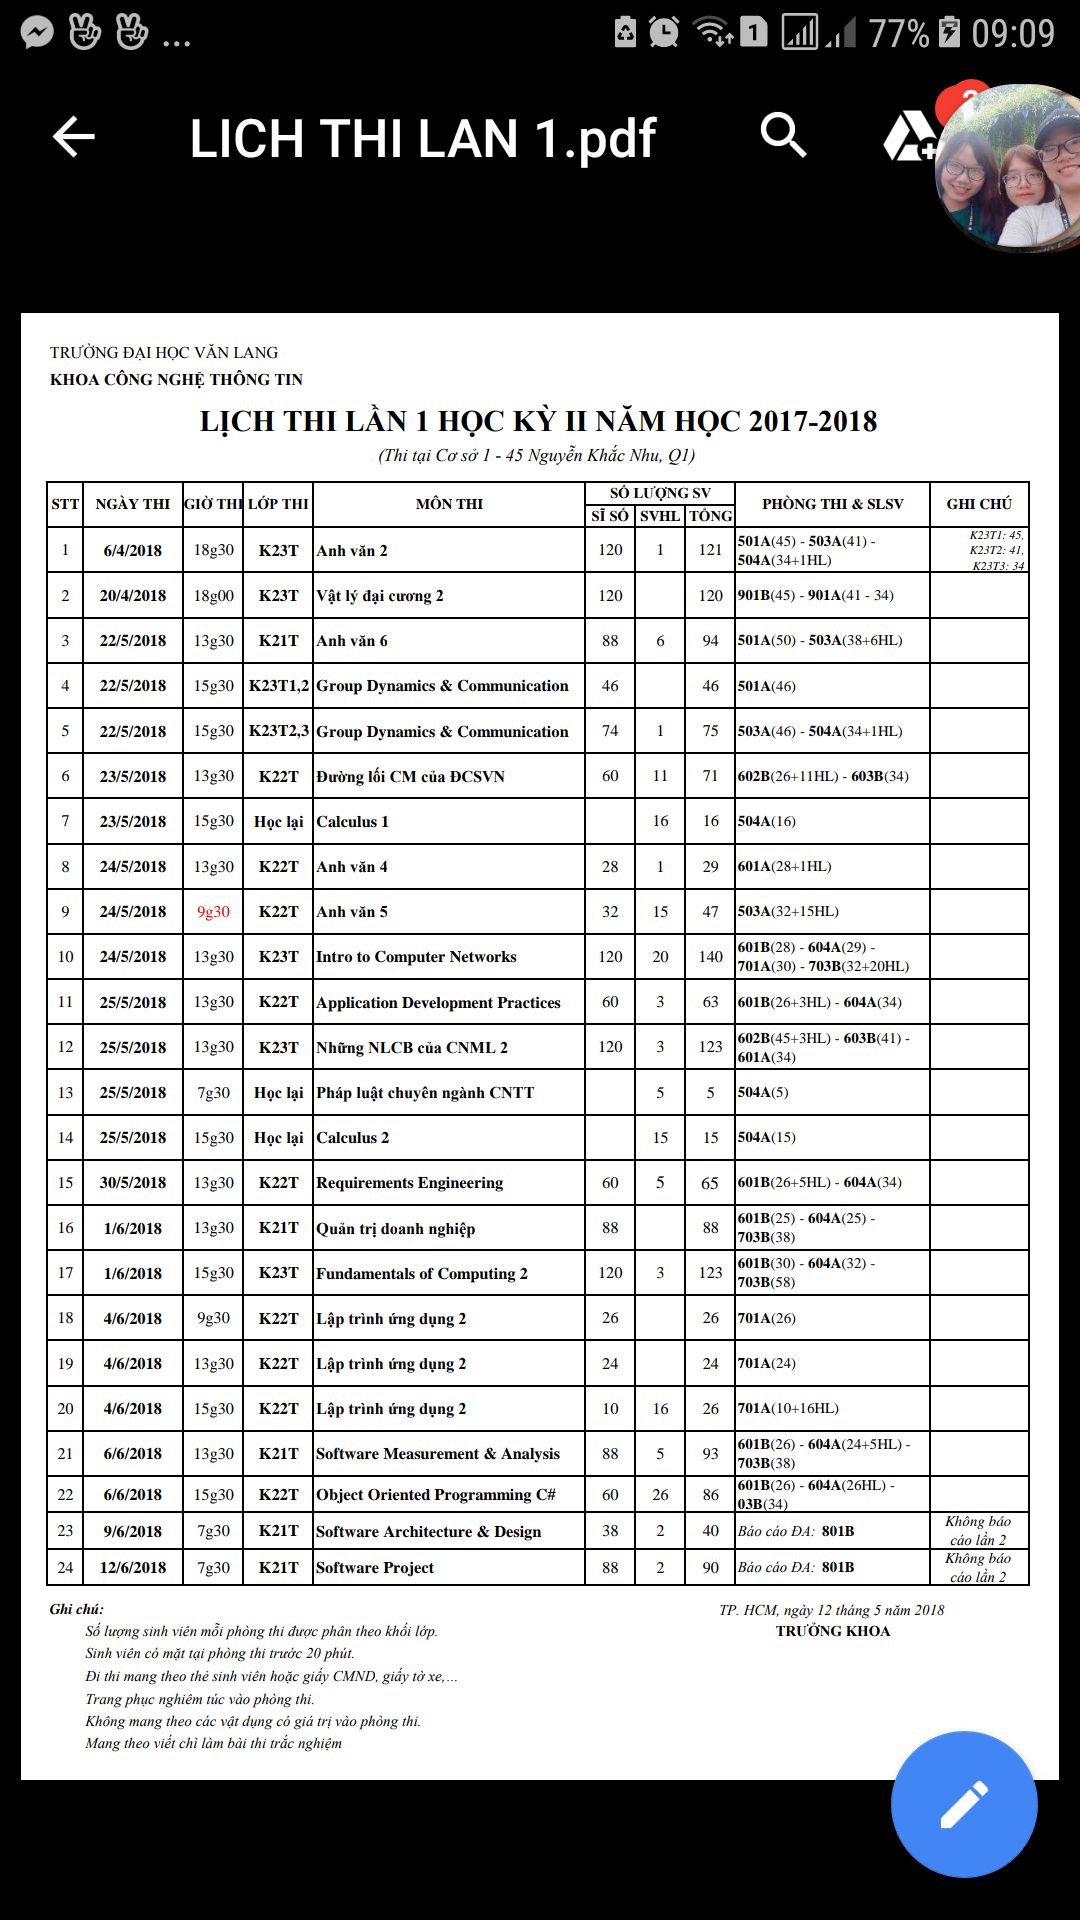 77% 09:09
LICH THI LAN 1.pdf
TRƯỜNG ĐẠI HỌC VĂN LANG
KHOA CÔNG NGHỆ THÔNG TIN
LỊCH THI LẦN 1 HỌC KỲ II NĂM HỌC 2017-2018
(Thi tại Cơ sở 1 - 45 Nguyễn Khắc Nhu, Q1)
STT NGÀY THI GIỜ THI LỚP THI MÔN THI SỐ LƯỢNG SV PHÒNG THI & SLSV GHI CHÚ
SĨ SỐ SVHL TỔNG
1 6/4/2018 18g30 K23T Anh văn 2 120 1 121 501A(45) - 503A(41) - 504A(34+1HL) K23T1: 45, K23T2: 41, K23T3: 34
2 20/4/2018 18g00 K23T Vật lý đại cương 2 120 120 901B(45) - 901A(41 - 34)
3 22/5/2018 13g30 K21T Anh văn 6 88 6 94 501A(50) - 503A(38+6HL)
4 22/5/2018 15g30 K23T1,2 Group Dynamics & Communication 46 46 501A(46)
5 22/5/2018 15g30 K23T2,3 Group Dynamics & Communication 74 1 75 503A(46) - 504A(34+1HL)
6 23/5/2018 13g30 K22T Đường lối CM của ĐCSVN 60 11 71 602B(26+11HL) - 603B(34)
7 23/5/2018 15g30 Học lại Calculus 1 16 16 504A(16)
8 24/5/2018 13g30 K22T Anh văn 4 28 1 29 601A(28+1HL)
9 24/5/2018 9g30 K22T Anh văn 5 32 15 47 503A(32+15HL)
10 24/5/2018 13g30 K23T Intro to Computer Networks 120 20 140 601B(28) - 604A(29) - 701A(30) - 703B(32+20HL)
11 25/5/2018 13g30 K22T Application Development Practices 60 3 63 601B(26+3HL) - 604A(34)
12 25/5/2018 13g30 K23T Những NLCB của CNML 2 120 3 123 602B(45+3HL) - 603B(41) - 601A(34)
13 25/5/2018 7g30 Học lại Pháp luật chuyên ngành CNTT 5 5 504A(5)
14 25/5/2018 15g30 Học lại Calculus 2 15 15 504A(15)
15 30/5/2018 13g30 K22T Requirements Engineering 60 5 65 601B(26+5HL) - 604A(34)
16 1/6/2018 13g30 K21T Quản trị doanh nghiệp 88 88 601B(25) - 604A(25) - 703B(38)
17 1/6/2018 15g30 K23T Fundamentals of Computing 2 120 3 123 601B(30) - 604A(32) - 703B(58)
18 4/6/2018 9g30 K22T Lập trình ứng dụng 2 26 26 701A(26)
19 4/6/2018 13g30 K22T Lập trình ứng dụng 2 24 24 701A(24)
20 4/6/2018 15g30 K22T Lập trình ứng dụng 2 10 16 26 701A(10+16HL)
21 6/6/2018 13g30 K21T Software Measurement & Analysis 88 5 93 601B(26) - 604A(24+5HL) - 703B(38)
22 6/6/2018 15g30 K22T Object Oriented Programming C# 60 26 86 601B(26) - 604A(26HL) - 03B(34)
23 9/6/2018 7g30 K21T Software Architecture & Design 38 2 40 Báo cáo ĐA: 801B Không báo cáo lần 2
24 12/6/2018 7g30 K21T Software Project 88 2 90 Báo cáo ĐA: 801B Không báo cáo lần 2
Ghi chú:
Số lượng sinh viên mỗi phòng thi được phân theo khối lớp.
Sinh viên có mặt tại phòng thi trước 20 phút.
Đi thi mang theo thẻ sinh viên hoặc giấy CMND, giấy tờ xe,...
Trang phục nghiêm túc vào phòng thi.
Không mang theo các vật dụng có giá trị vào phòng thi.
Mang theo viết chì làm bài thi trắc nghiệm
TP. HCM, ngày 12 tháng 5 năm 2018
TRƯỞNG KHOA